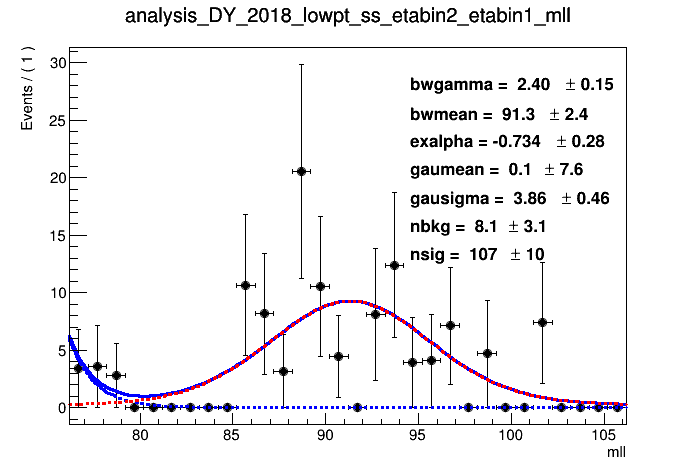 analysis_DY_2018_lowpt_ss_etabin2_etabin1_mll
Events / ( 1 )
30
25
20
15
10
5
0
bwgamma = 2.40 ± 0.15
bwmean = 91.3 ± 2.4
exalpha = -0.734 ± 0.28
gaumean = 0.1 ± 7.6
gausigma = 3.86 ± 0.46
nbkg = 8.1 ± 3.1
nsig = 107 ± 10
80 85 90 95 100 105
mll